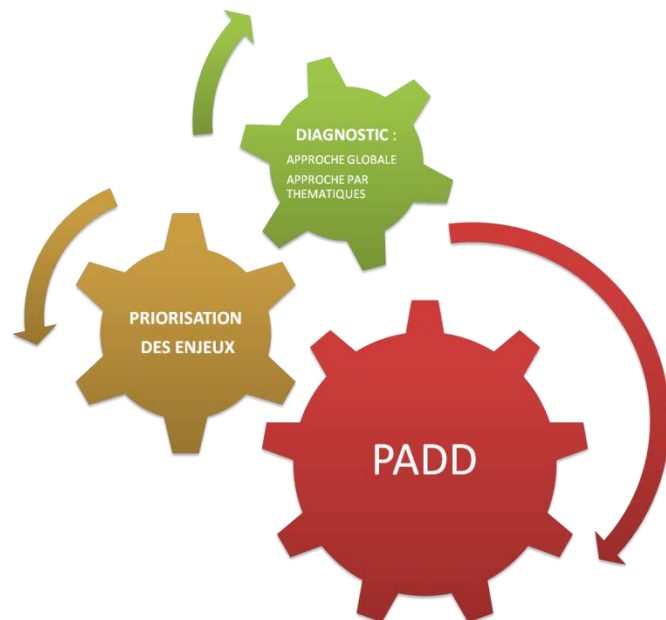 DIAGNOSTIC :
APPROCHE GLOBALE
APPROCHE PAR
THEMATIQUES
PRIORISATION
DES ENJEUX
PADD